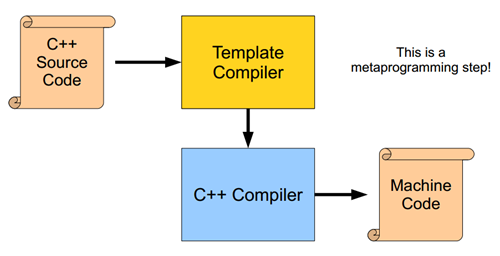 C++
Source
Code
Template
Compiler
This is a
metaprogramming step!
C++ Compiler
Machine
Code